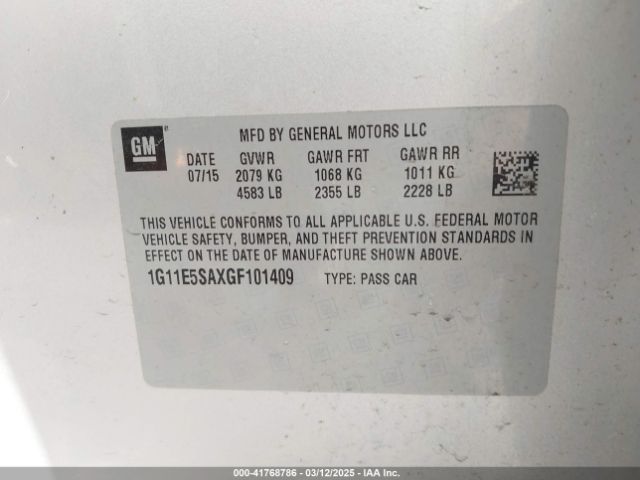 GM
MFD BY GENERAL MOTORS LLC
DATE GVWR GAWR FRT GAWR RR
07/15 2079 KG 1068 KG 1011 KG
4583 LB 2355 LB 2228 LB
THIS VEHICLE CONFORMS TO ALL APPLICABLE U.S. FEDERAL MOTOR
VEHICLE SAFETY, BUMPER, AND THEFT PREVENTION STANDARDS IN
EFFECT ON THE DATE OF MANUFACTURE SHOWN ABOVE.
1G11E5SAXGF101409 TYPE: PASS CAR
000-41768786 - 03/12/2025 - IAA Inc.